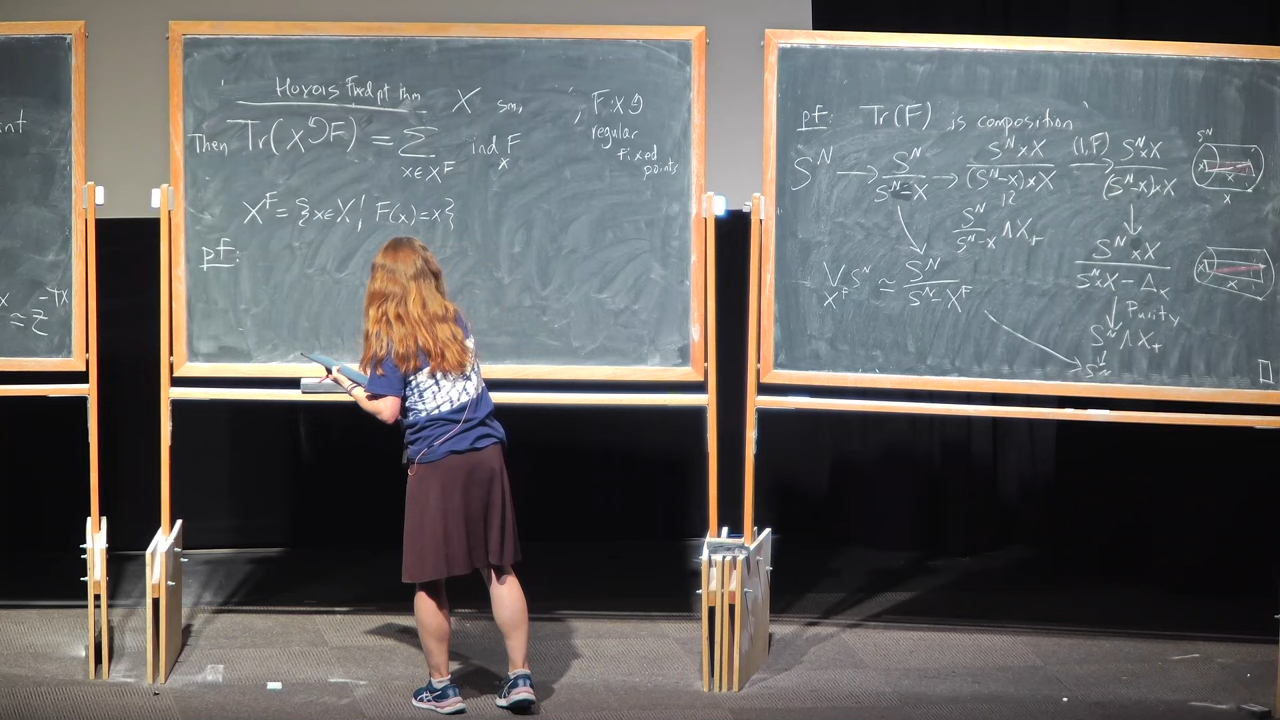 nt
x ≈ Z^{-TX}
Hoyois Fixed pt thm X sm, , F: X ↺
regular fixed points
Then Tr(X ↺ F) = Σ_{x∈X^F} ind_x F
X^F = {x∈X | F(x)=x}
pf:
pf: Tr(F) is composition
S^N → S^N/(S^N-X) → (S^N×X)/((S^N-X)×X) (1,F)→ (S^N×X)/((S^N-X)×X)
S^N
X
X
X
≃
S^N/(S^N-X) ∧ X_+
↓
(S^N×X)/(S^N×X-Δ_X)
X
X
∨_{X^F} S^N ≃ S^N/(S^N-X^F)
↓ Purity
S^N ∧ X_+
↓
S^N
□